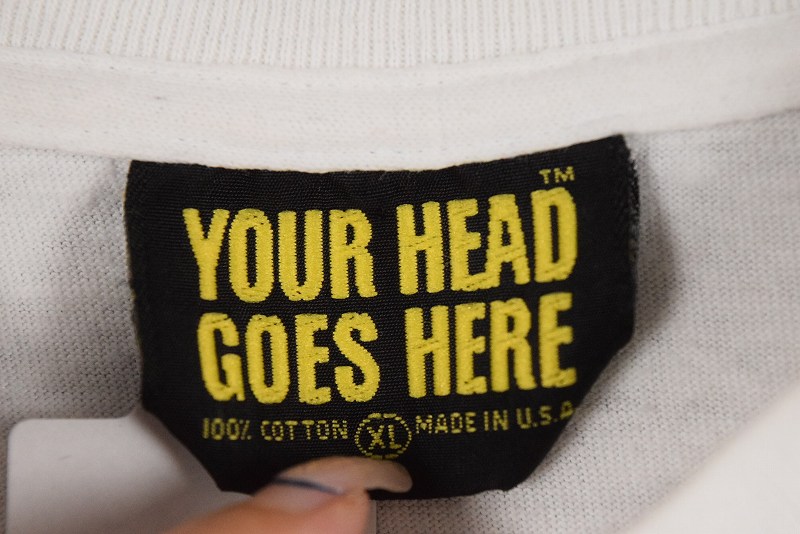 TM
YOUR HEAD
GOES HERE
100% COTTON XL MADE IN U.S.A.